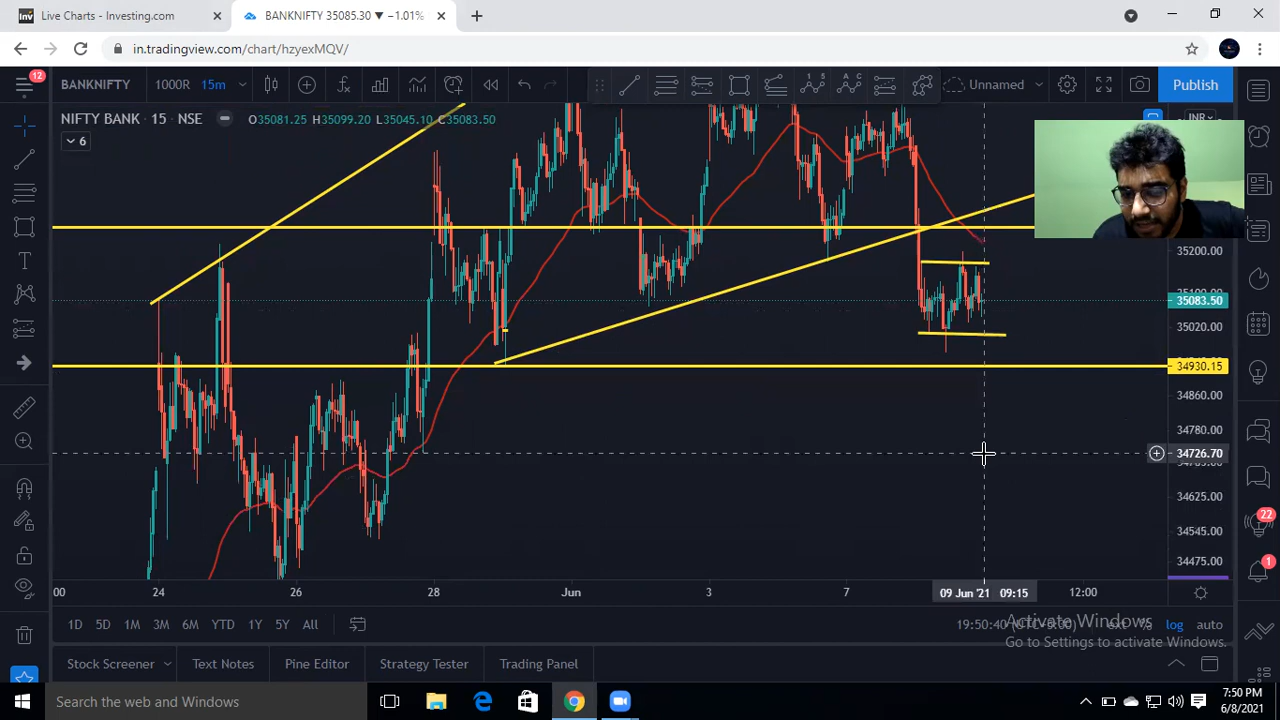 Live Charts - Investing.com
BANKNIFTY 35085.30 ▼ −1.01%
in.tradingview.com/chart/hzyexMQV/
12
BANKNIFTY
1000R
15m
Unnamed
Publish
NIFTY BANK · 15 · NSE
O35081.25 H35099.20 L35045.10 C35083.50
6
35200.00
35083.50
35020.00
34930.15
34860.00
34780.00
34726.70
34625.00
34545.00
34475.00
22
1
24
26
28
Jun
3
7
09 Jun '21 09:15
12:00
1D
5D
1M
3M
6M
YTD
1Y
5Y
All
log
auto
Activate Windows
Go to Settings to activate Windows.
Stock Screener
Text Notes
Pine Editor
Strategy Tester
Trading Panel
Search the web and Windows
7:50 PM
6/8/2021